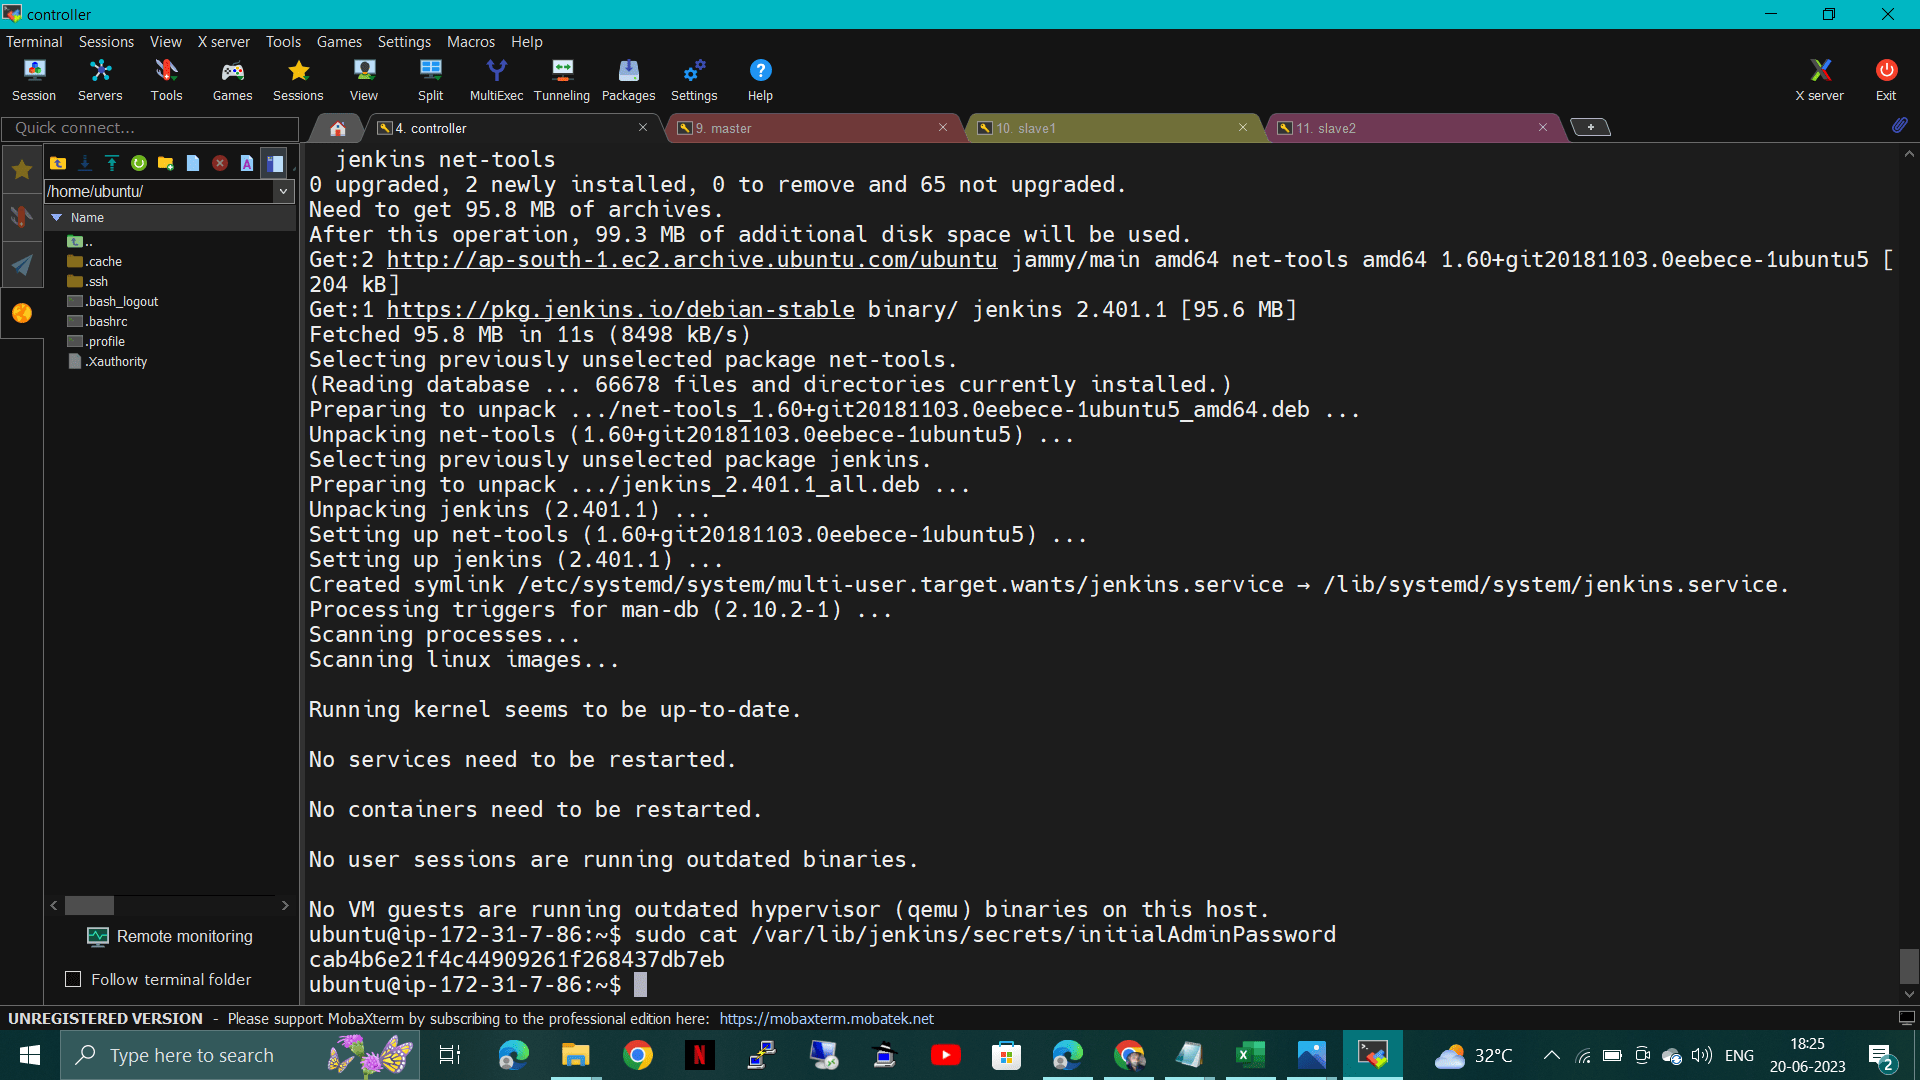 controller
Terminal Sessions View X server Tools Games Settings Macros Help
Session Servers Tools Games Sessions View Split MultiExec Tunneling Packages Settings Help X server Exit
Quick connect...
4. controller 9. master 10. slave1 11. slave2
/home/ubuntu/
Name
..
.cache
.ssh
.bash_logout
.bashrc
.profile
.Xauthority
Remote monitoring
Follow terminal folder
jenkins net-tools
0 upgraded, 2 newly installed, 0 to remove and 65 not upgraded.
Need to get 95.8 MB of archives.
After this operation, 99.3 MB of additional disk space will be used.
Get:2 http://ap-south-1.ec2.archive.ubuntu.com/ubuntu jammy/main amd64 net-tools amd64 1.60+git20181103.0eebece-1ubuntu5 [
204 kB]
Get:1 https://pkg.jenkins.io/debian-stable binary/ jenkins 2.401.1 [95.6 MB]
Fetched 95.8 MB in 11s (8498 kB/s)
Selecting previously unselected package net-tools.
(Reading database ... 66678 files and directories currently installed.)
Preparing to unpack .../net-tools_1.60+git20181103.0eebece-1ubuntu5_amd64.deb ...
Unpacking net-tools (1.60+git20181103.0eebece-1ubuntu5) ...
Selecting previously unselected package jenkins.
Preparing to unpack .../jenkins_2.401.1_all.deb ...
Unpacking jenkins (2.401.1) ...
Setting up net-tools (1.60+git20181103.0eebece-1ubuntu5) ...
Setting up jenkins (2.401.1) ...
Created symlink /etc/systemd/system/multi-user.target.wants/jenkins.service → /lib/systemd/system/jenkins.service.
Processing triggers for man-db (2.10.2-1) ...
Scanning processes...
Scanning linux images...
Running kernel seems to be up-to-date.
No services need to be restarted.
No containers need to be restarted.
No user sessions are running outdated binaries.
No VM guests are running outdated hypervisor (qemu) binaries on this host.
ubuntu@ip-172-31-7-86:~$ sudo cat /var/lib/jenkins/secrets/initialAdminPassword
cab4b6e21f4c44909261f268437db7eb
ubuntu@ip-172-31-7-86:~$
UNREGISTERED VERSION - Please support MobaXterm by subscribing to the professional edition here: https://mobaxterm.mobatek.net
Type here to search
32°C
ENG
18:25
20-06-2023
2